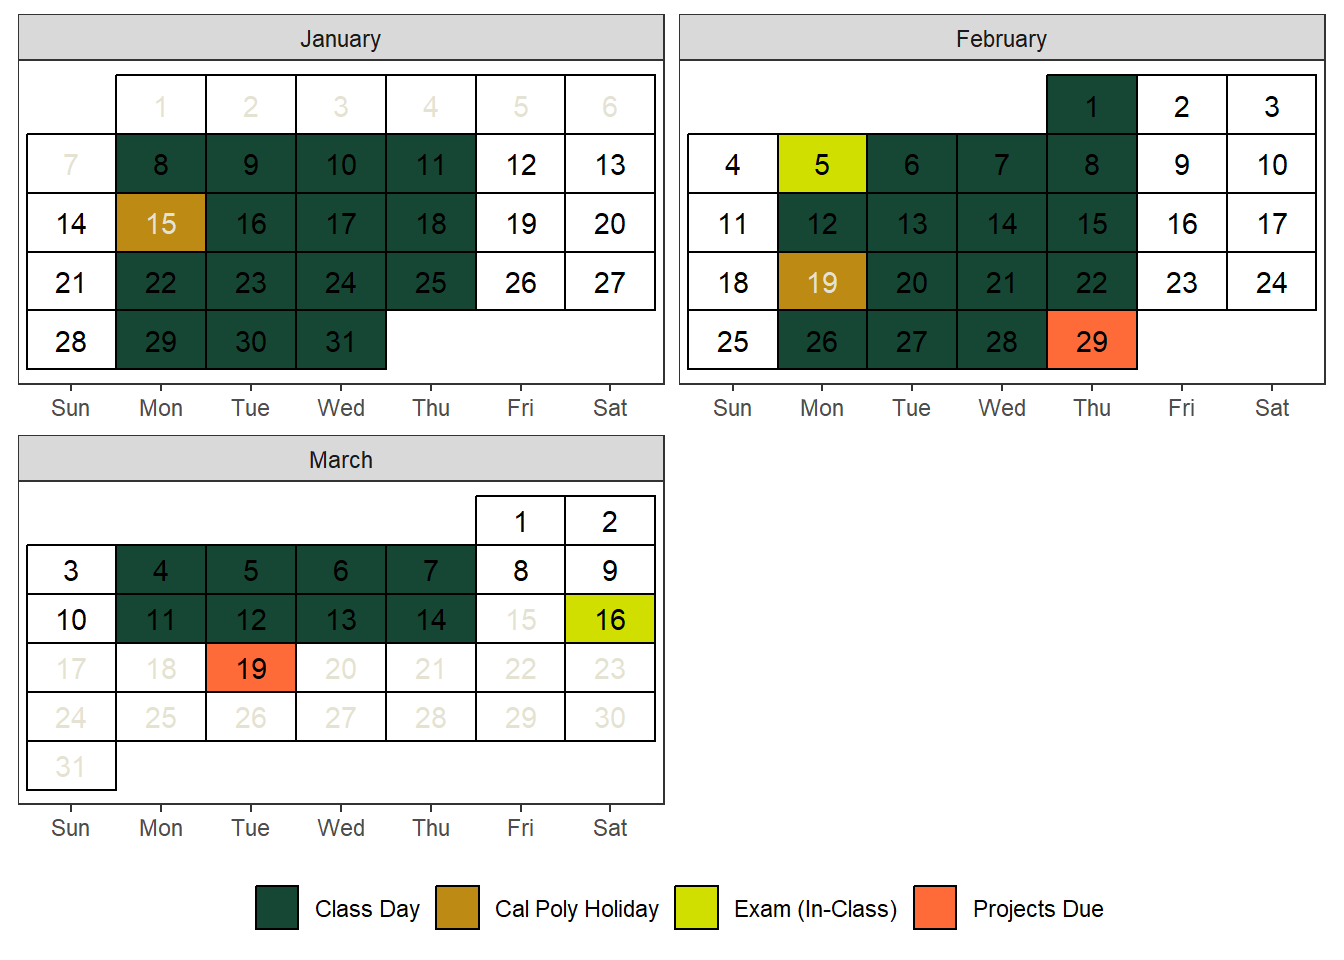 January
1 2 3 4 5 6
7 8 9 10 11 12 13
14 15 16 17 18 19 20
21 22 23 24 25 26 27
28 29 30 31
Sun Mon Tue Wed Thu Fri Sat
February
1 2 3
4 5 6 7 8 9 10
11 12 13 14 15 16 17
18 19 20 21 22 23 24
25 26 27 28 29
Sun Mon Tue Wed Thu Fri Sat
March
1 2
3 4 5 6 7 8 9
10 11 12 13 14 15 16
17 18 19 20 21 22 23
24 25 26 27 28 29 30
31
Sun Mon Tue Wed Thu Fri Sat
Class Day Cal Poly Holiday Exam (In-Class) Projects Due